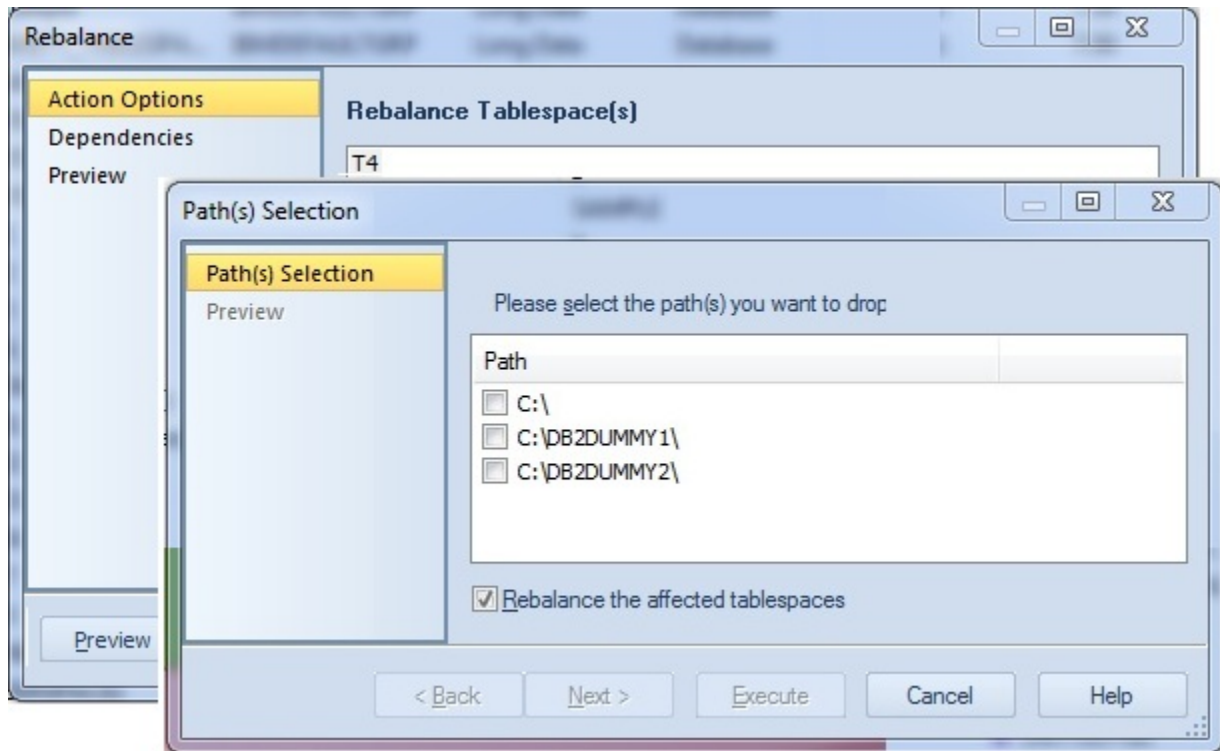 Rebalance
Action Options
Dependencies
Preview
Rebalance Tablespace(s)
T4
Path(s) Selection
Path(s) Selection
Preview
Please select the path(s) you want to drop
Path
C:\
C:\DB2DUMMY1\
C:\DB2DUMMY2\
Rebalance the affected tablespaces
Preview
< Back
Next >
Execute
Cancel
Help